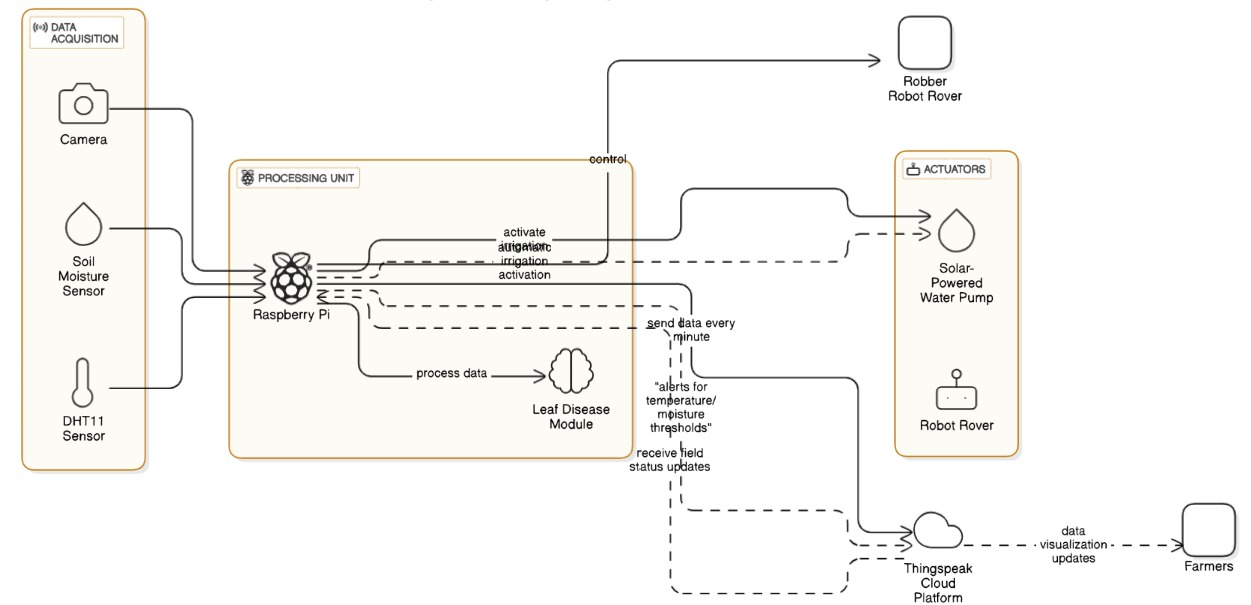 DATA
ACQUISITION
Camera
Soil
Moisture
Sensor
DHT11
Sensor
PROCESSING UNIT
Raspberry Pi
process data
Leaf Disease
Module
control
activate
irrigation
automatic
irrigation
activation
send data every
minute
"alerts for
temperature/
moisture
thresholds"
receive field
status updates
Robber
Robot Rover
ACTUATORS
Solar-
Powered
Water Pump
Robot Rover
Thingspeak
Cloud
Platform
data
visualization
updates
Farmers